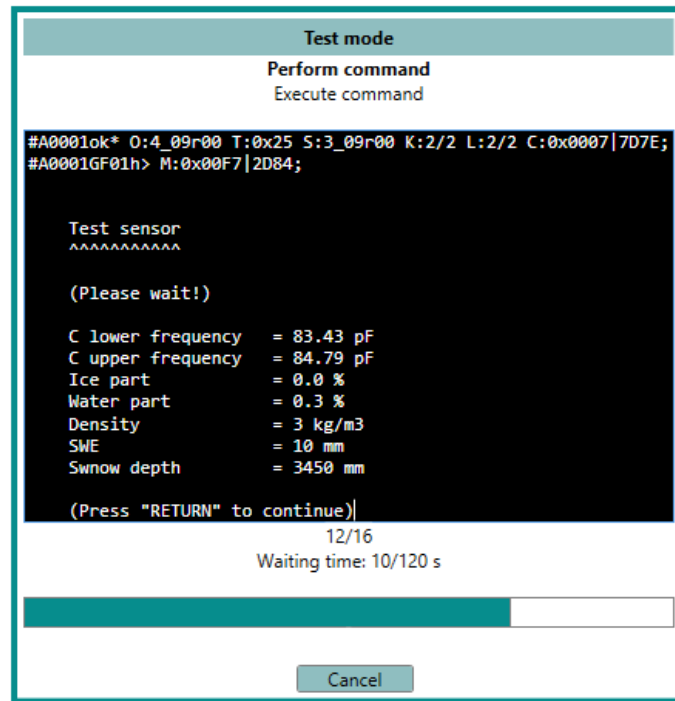 Test mode
Perform command
Execute command
#A0001ok* O:4_09r00 T:0x25 S:3_09r00 K:2/2 L:2/2 C:0x0007|7D7E;
#A0001GF01h> M:0x00F7|2D84;
Test sensor
^^^^^^^^^^^
(Please wait!)
C lower frequency = 83.43 pF
C upper frequency = 84.79 pF
Ice part = 0.0 %
Water part = 0.3 %
Density = 3 kg/m3
SWE = 10 mm
Swnow depth = 3450 mm
(Press "RETURN" to continue)
12/16
Waiting time: 10/120 s
Cancel